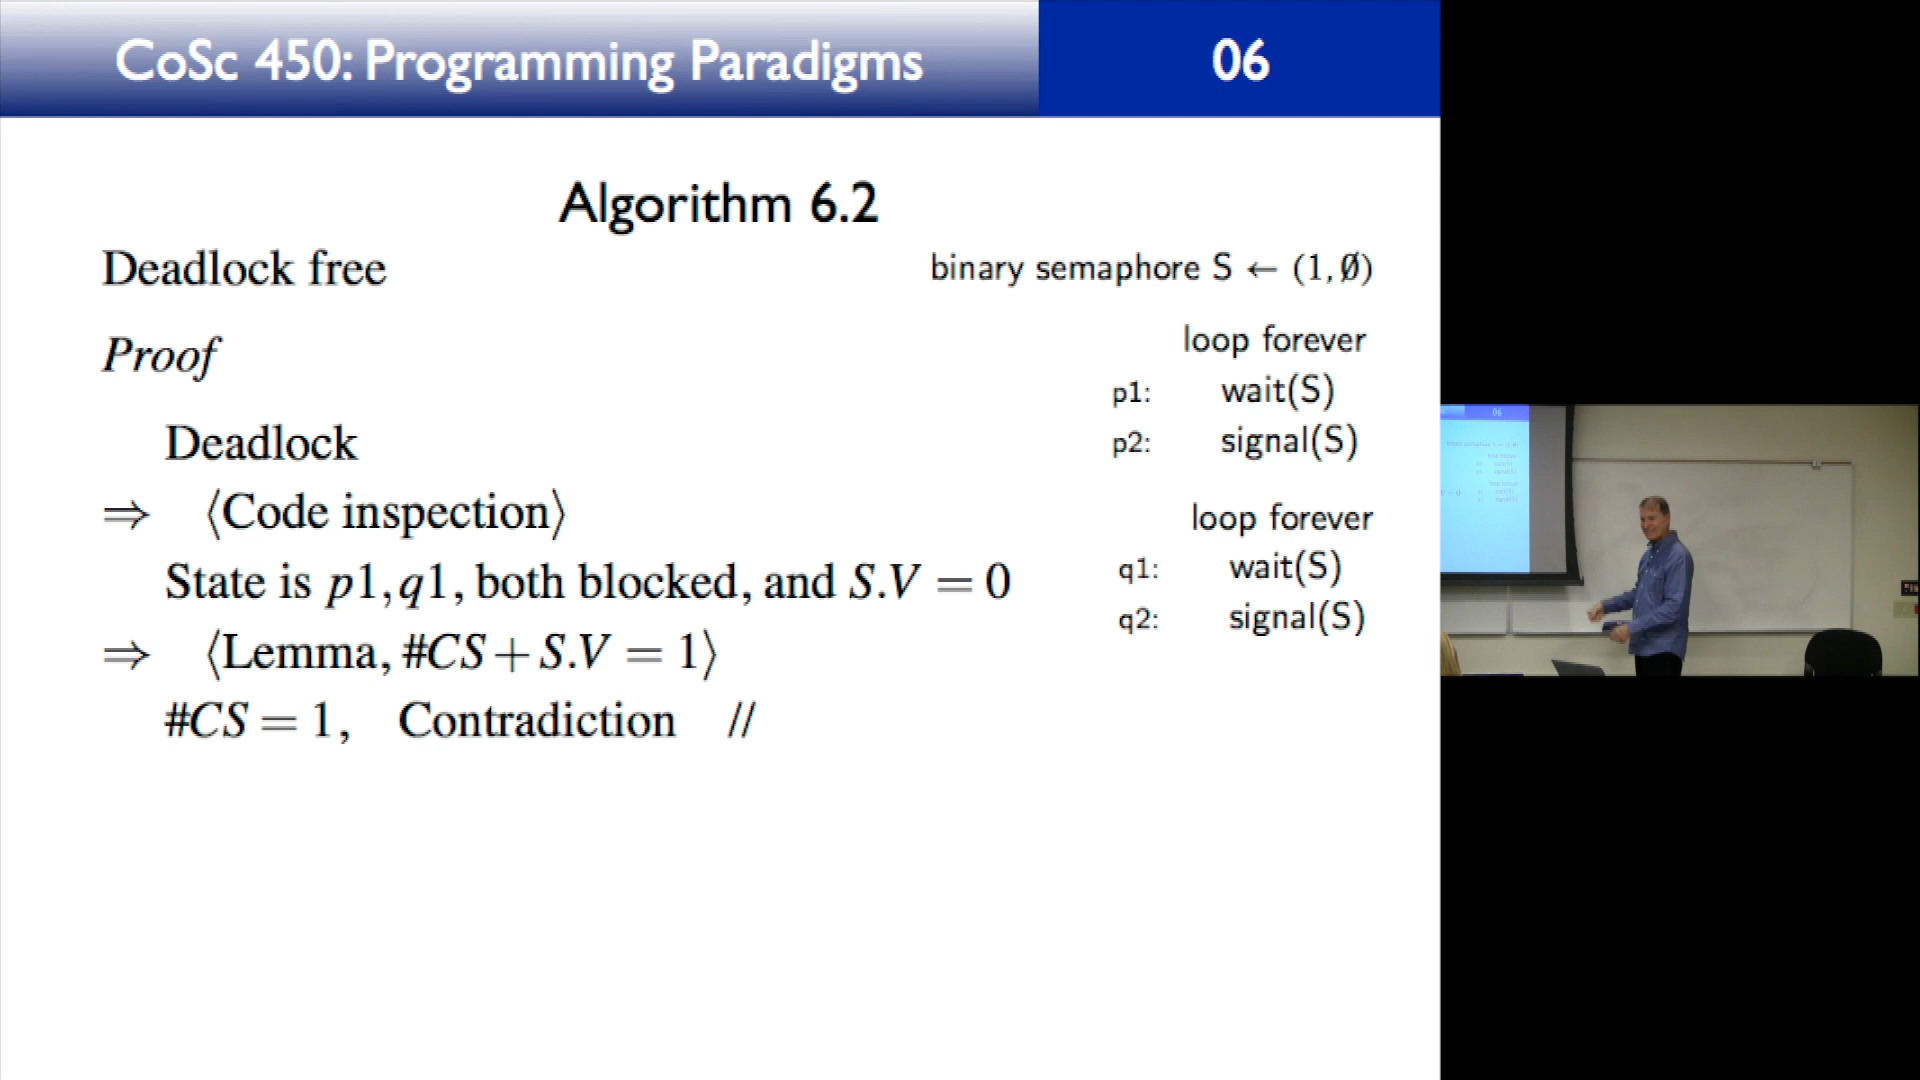 CoSc 450: Programming Paradigms
06
Algorithm 6.2
Deadlock free
binary semaphore S ← (1, Ø)
Proof
loop forever
p1: wait(S)
p2: signal(S)
Deadlock
⇒ ⟨Code inspection⟩
State is p1, q1, both blocked, and S.V = 0
⇒ ⟨Lemma, #CS + S.V = 1⟩
#CS = 1, Contradiction //
loop forever
q1: wait(S)
q2: signal(S)
06